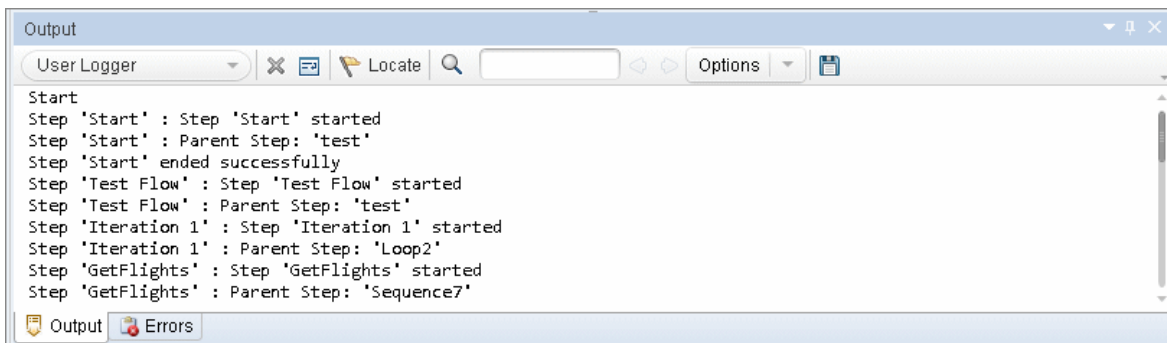 Output
User Logger Locate Options
Start
Step 'Start' : Step 'Start' started
Step 'Start' : Parent Step: 'test'
Step 'Start' ended successfully
Step 'Test Flow' : Step 'Test Flow' started
Step 'Test Flow' : Parent Step: 'test'
Step 'Iteration 1' : Step 'Iteration 1' started
Step 'Iteration 1' : Parent Step: 'Loop2'
Step 'GetFlights' : Step 'GetFlights' started
Step 'GetFlights' : Parent Step: 'Sequence7'
Output Errors